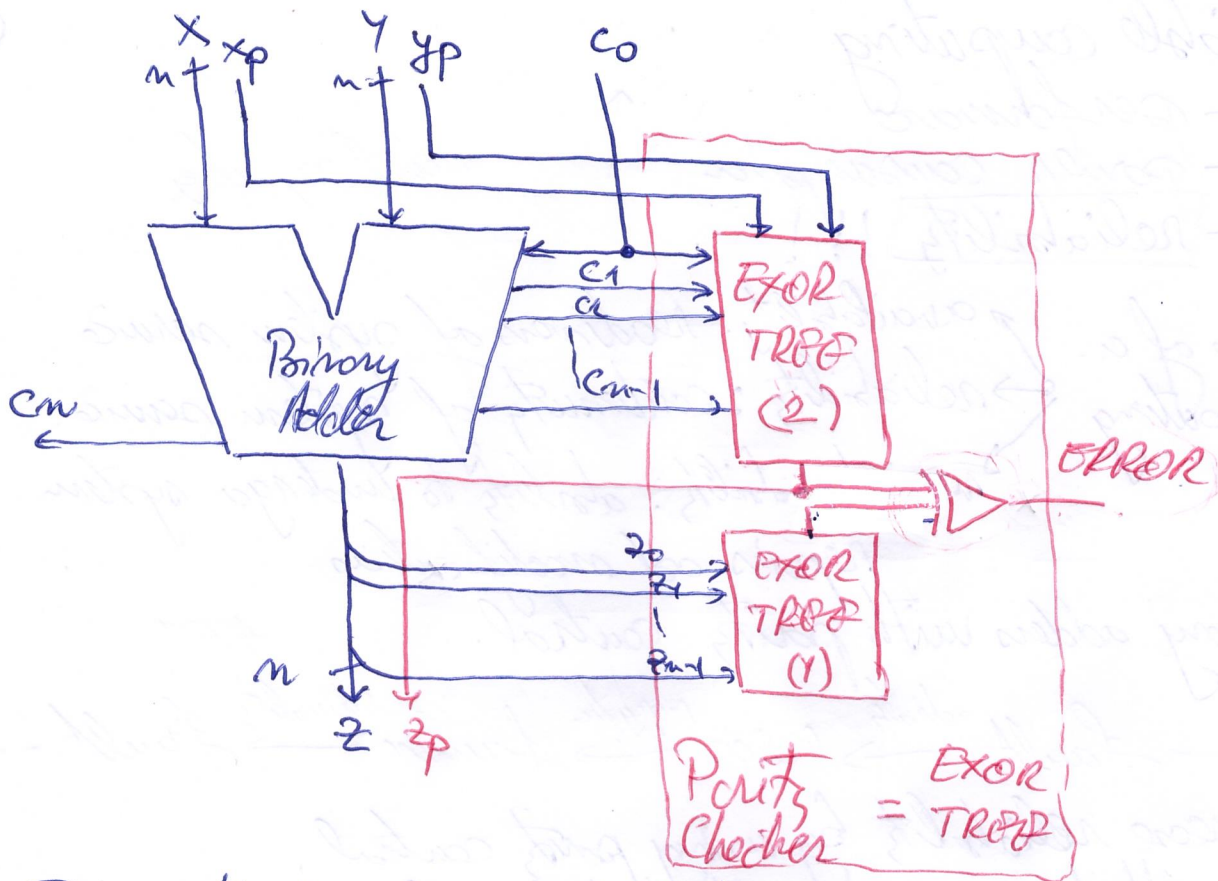 X xp Y yp c0
n n
c1
c2
cn-1
EXOR
TREE
(2)
Binary
Adder
cn
ERROR
z0
z1
zn-1
EXOR
TREE
(1)
n
Z zp
Parity
Checker = EXOR
TREE